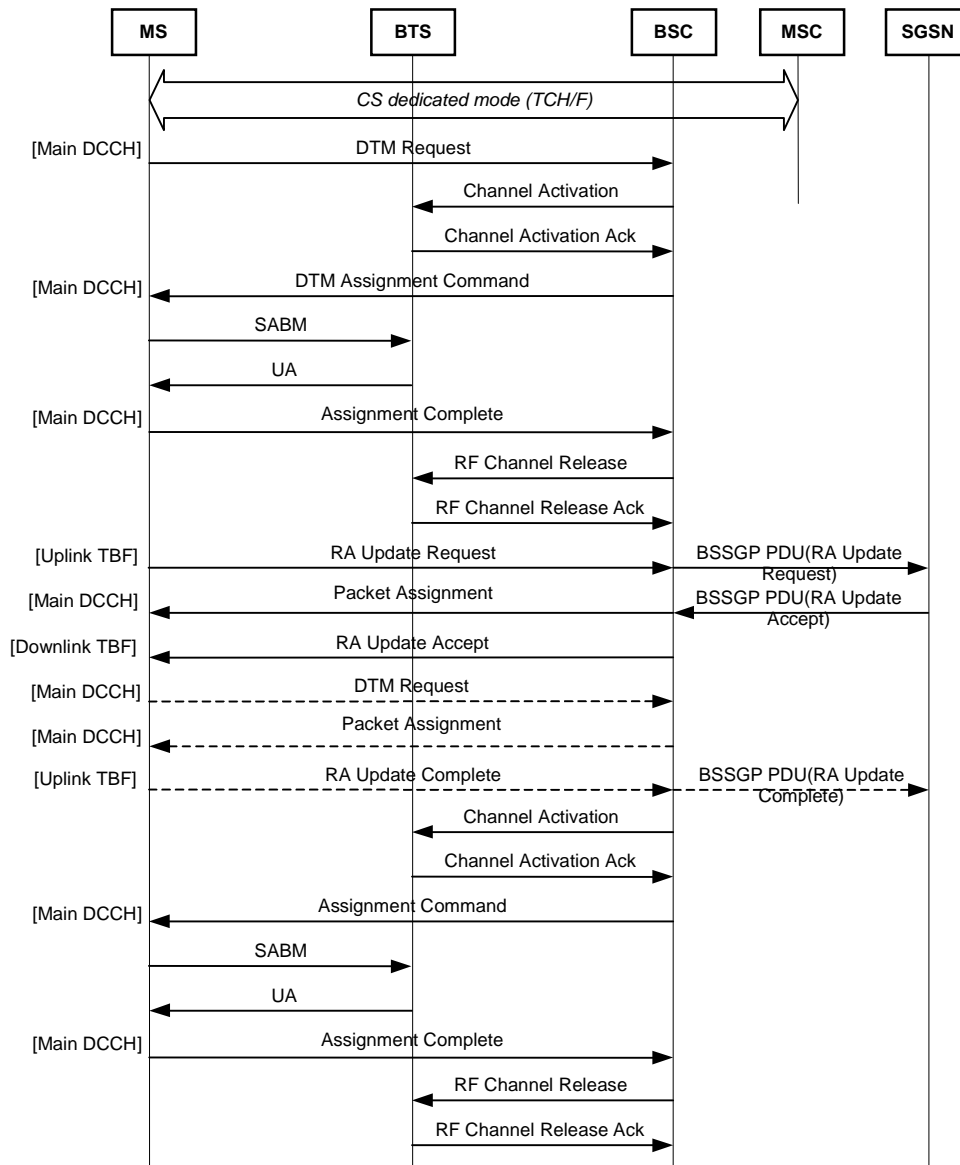 MS
BTS
BSC
MSC
SGSN
CS dedicated mode (TCH/F)
[Main DCCH]
DTM Request
Channel Activation
Channel Activation Ack
[Main DCCH]
DTM Assignment Command
SABM
UA
[Main DCCH]
Assignment Complete
RF Channel Release
RF Channel Release Ack
[Uplink TBF]
RA Update Request
BSSGP PDU(RA Update
Request)
[Main DCCH]
Packet Assignment
BSSGP PDU(RA Update
Accept)
[Downlink TBF]
RA Update Accept
[Main DCCH]
DTM Request
[Main DCCH]
Packet Assignment
[Uplink TBF]
RA Update Complete
BSSGP PDU(RA Update
Complete)
Channel Activation
Channel Activation Ack
[Main DCCH]
Assignment Command
SABM
UA
[Main DCCH]
Assignment Complete
RF Channel Release
RF Channel Release Ack